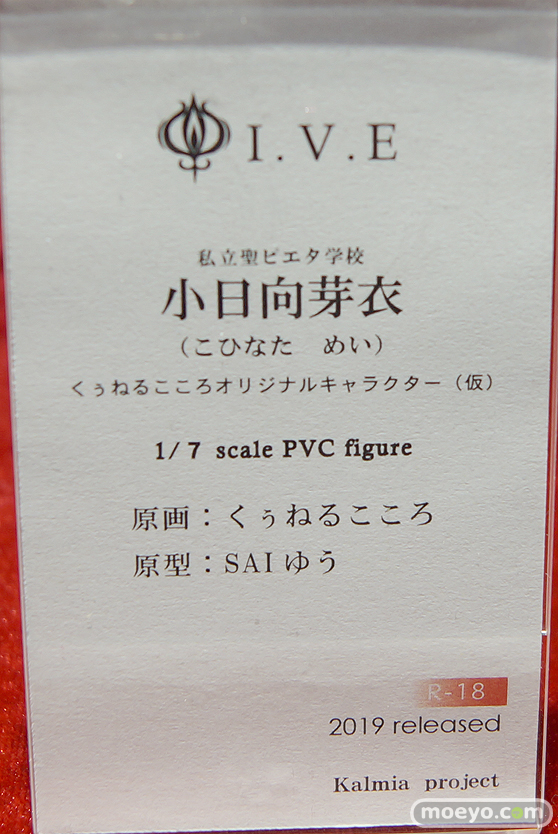 I.V.E
私立聖ピエタ学校
小日向芽衣
（こひなた　めい）
くぅねるこころオリジナルキャラクター（仮）
1/7 scale PVC figure
原画：くぅねるこころ
原型：SAIゆう
R-18
2019 released
Kalmia project
moeyo.com